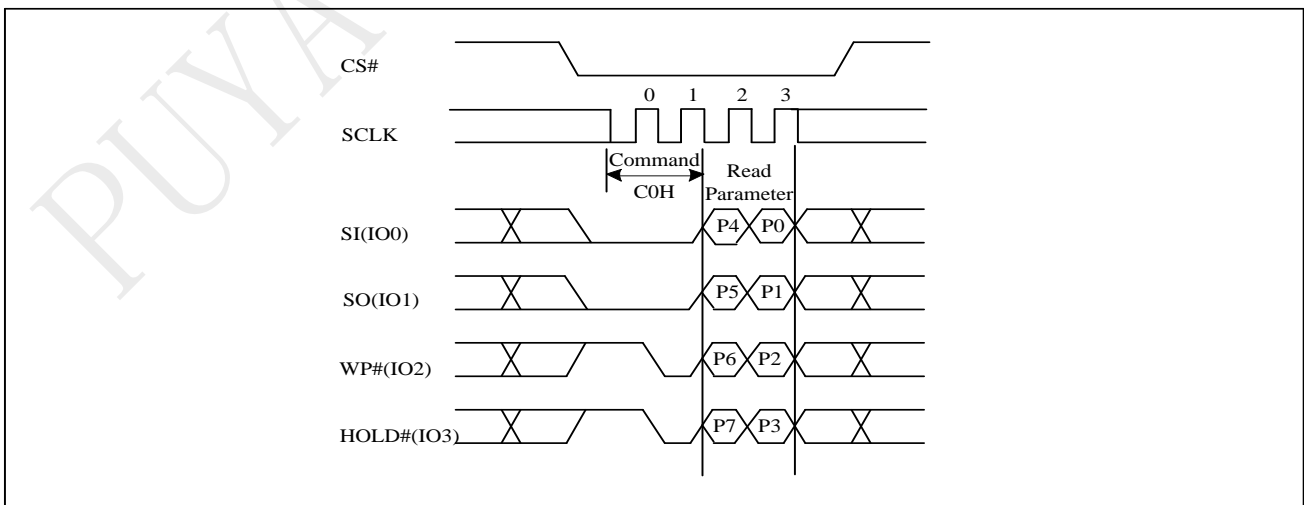 PUYA
CS#
0 1 2 3
SCLK
Command
C0H
Read
Parameter
SI(IO0)
P4 P0
SO(IO1)
P5 P1
WP#(IO2)
P6 P2
HOLD#(IO3)
P7 P3